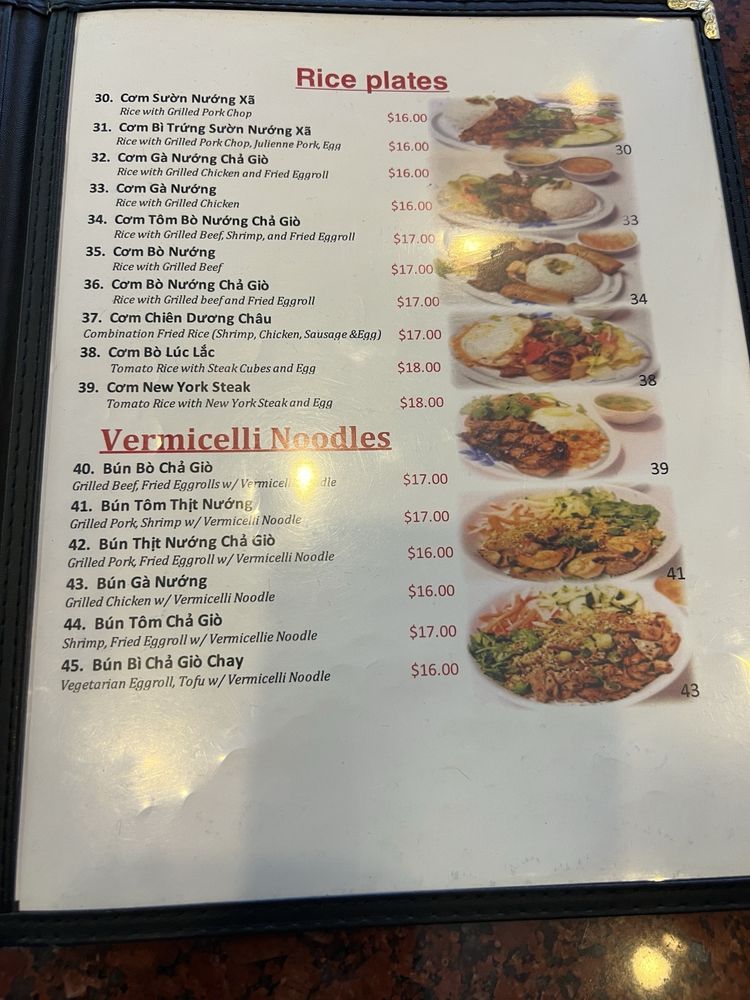 Rice plates
30. Cơm Sườn Nướng Xã
Rice with Grilled Pork Chop
$16.00
31. Cơm Bì Trứng Sườn Nướng Xã
Rice with Grilled Pork Chop, Julienne Pork, Egg
$16.00
32. Cơm Gà Nướng Chả Giò
Rice with Grilled Chicken and Fried Eggroll
$16.00
33. Cơm Gà Nướng
Rice with Grilled Chicken
$16.00
34. Cơm Tôm Bò Nướng Chả Giò
Rice with Grilled Beef, Shrimp, and Fried Eggroll
$17.00
35. Cơm Bò Nướng
Rice with Grilled Beef
$17.00
36. Cơm Bò Nướng Chả Giò
Rice with Grilled beef and Fried Eggroll
$17.00
37. Cơm Chiên Dương Châu
Combination Fried Rice (Shrimp, Chicken, Sausage &Egg)
$17.00
38. Cơm Bò Lúc Lắc
Tomato Rice with Steak Cubes and Egg
$18.00
39. Cơm New York Steak
Tomato Rice with New York Steak and Egg
$18.00
Vermicelli Noodles
40. Bún Bò Chả Giò
Grilled Beef, Fried Eggrolls w/
$17.00
41. Bún Tôm Thịt Nướng
Grilled Pork, Shrimp w/ Vermicelli Noodle
$17.00
42. Bún Thịt Nướng Chả Giò
Grilled Pork, Fried Eggroll w/ Vermicelli Noodle
$16.00
43. Bún Gà Nướng
Grilled Chicken w/ Vermicelli Noodle
$16.00
44. Bún Tôm Chả Giò
Shrimp, Fried Eggroll w/ Vermicellie Noodle
$17.00
45. Bún Bì Chả Giò Chay
Vegetarian Eggroll, Tofu w/ Vermicelli Noodle
$16.00
30
33
34
38
39
41
43